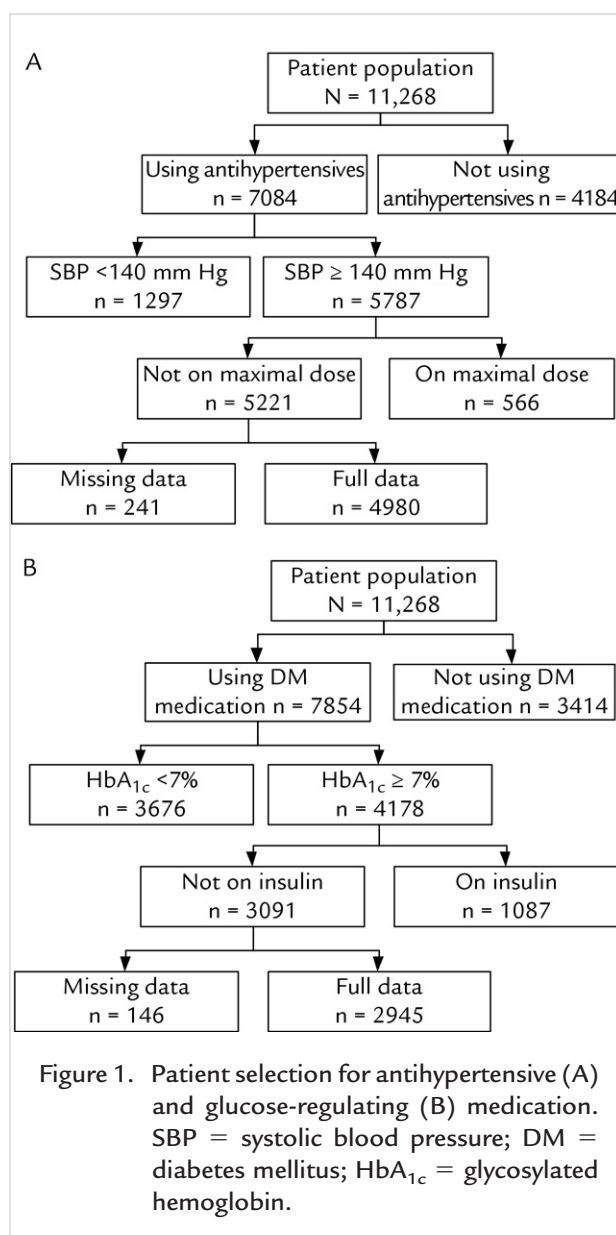 A
Patient population
N = 11,268
Using antihypertensives
n = 7084
Not using
antihypertensives n = 4184
SBP <140 mm Hg
n = 1297
SBP ≥ 140 mm Hg
n = 5787
Not on maximal dose
n = 5221
On maximal dose
n = 566
Missing data
n = 241
Full data
n = 4980
B
Patient population
N = 11,268
Using DM
medication n = 7854
Not using DM
medication n = 3414
HbA1c <7%
n = 3676
HbA1c ≥ 7%
n = 4178
Not on insulin
n = 3091
On insulin
n = 1087
Missing data
n = 146
Full data
n = 2945
Figure 1. Patient selection for antihypertensive (A)
and glucose-regulating (B) medication.
SBP = systolic blood pressure; DM =
diabetes mellitus; HbA1c = glycosylated
hemoglobin.